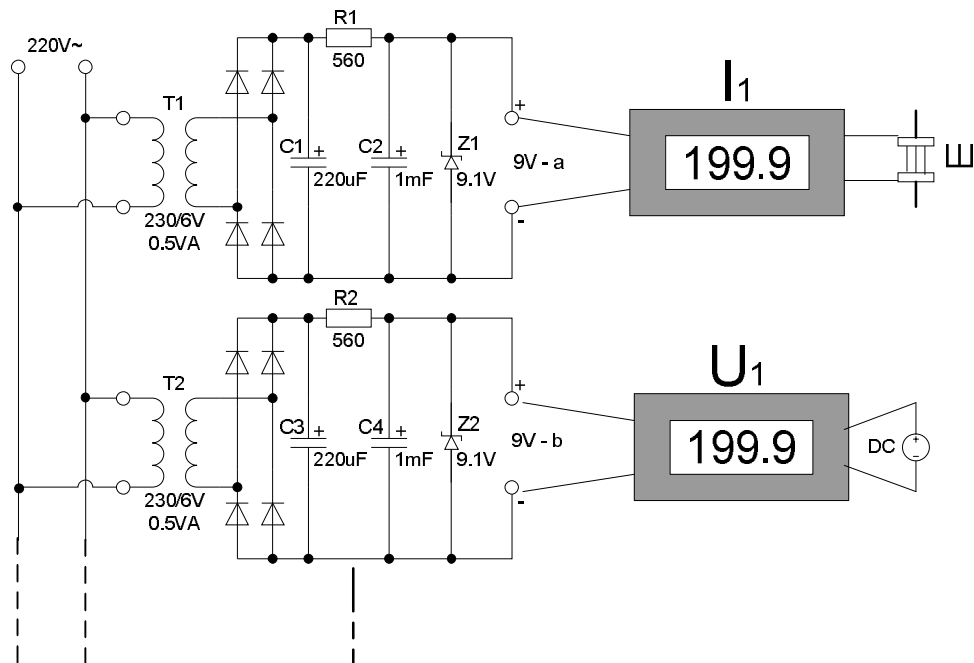 220V~
T1
230/6V
0.5VA
R1
560
C1
220uF
C2
1mF
Z1
9.1V
+
9V - a
-
I1
199.9
E
T2
230/6V
0.5VA
R2
560
C3
220uF
C4
1mF
Z2
9.1V
+
9V - b
-
U1
199.9
DC